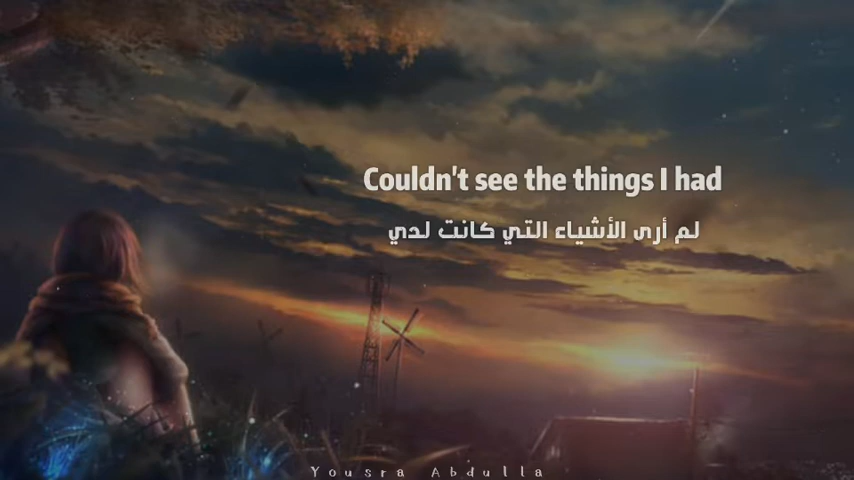 Couldn't see the things I had
لم أرى الأشياء التي كانت لدي
Yousra Abdulla